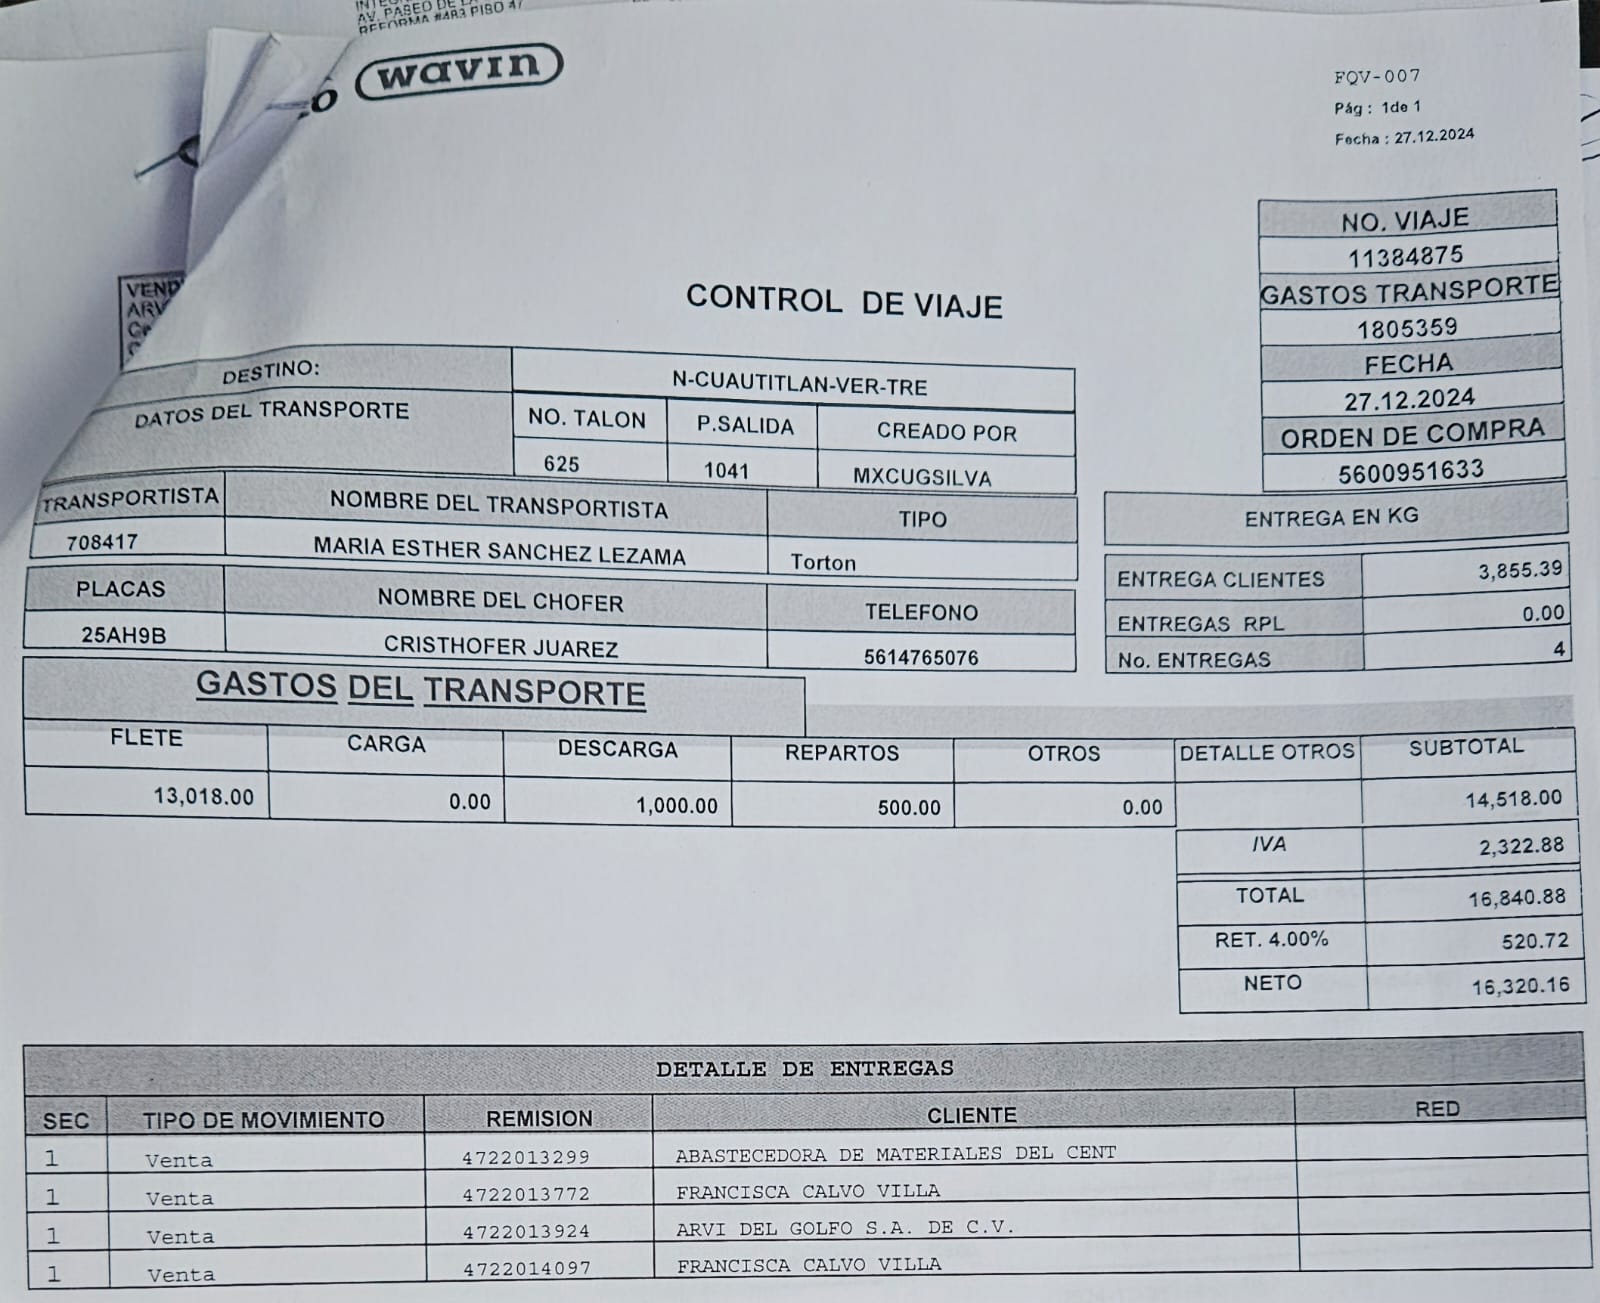 AV. PASEO DE
REFORMA #483 PISO 47
wavin
FQV-007
Pág : 1de 1
Fecha : 27.12.2024
NO. VIAJE
11384875
GASTOS TRANSPORTE
1805359
FECHA
27.12.2024
ORDEN DE COMPRA
5600951633
VEND
ARV
CONTROL DE VIAJE
DESTINO: N-CUAUTITLAN-VER-TRE
DATOS DEL TRANSPORTE NO. TALON P.SALIDA CREADO POR
625 1041 MXCUGSILVA
TRANSPORTISTA NOMBRE DEL TRANSPORTISTA TIPO
708417 MARIA ESTHER SANCHEZ LEZAMA Torton
PLACAS NOMBRE DEL CHOFER TELEFONO
25AH9B CRISTHOFER JUAREZ 5614765076
ENTREGA EN KG
ENTREGA CLIENTES 3,855.39
ENTREGAS RPL 0.00
No. ENTREGAS 4
GASTOS DEL TRANSPORTE
FLETE CARGA DESCARGA REPARTOS OTROS DETALLE OTROS SUBTOTAL
13,018.00 0.00 1,000.00 500.00 0.00 14,518.00
IVA 2,322.88
TOTAL 16,840.88
RET. 4.00% 520.72
NETO 16,320.16
DETALLE DE ENTREGAS
SEC TIPO DE MOVIMIENTO REMISION CLIENTE RED
1 Venta 4722013299 ABASTECEDORA DE MATERIALES DEL CENT
1 Venta 4722013772 FRANCISCA CALVO VILLA
1 Venta 4722013924 ARVI DEL GOLFO S.A. DE C.V.
1 Venta 4722014097 FRANCISCA CALVO VILLA